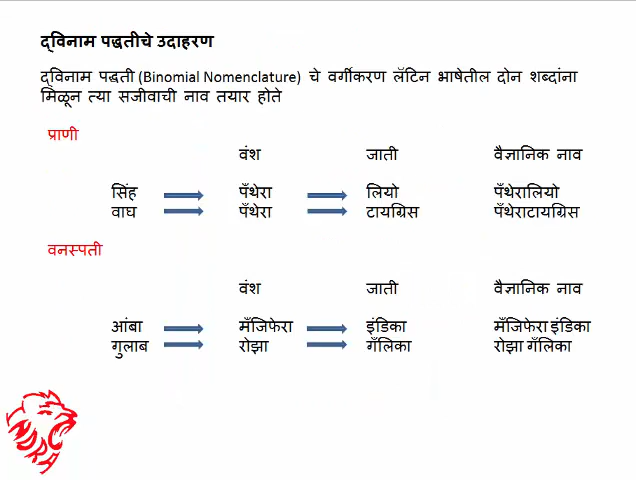 द्विनाम पद्धतीचे उदाहरण
द्विनाम पद्धती (Binomial Nomenclature) चे वर्गीकरण लॅटिन भाषेतील दोन शब्दांना
मिळून त्या सजीवाची नाव तयार होते
प्राणी
वंश जाती वैज्ञानिक नाव
सिंह पँथेरा लियो पँथेरालियो
वाघ पँथेरा टायग्रिस पँथेराटायग्रिस
वनस्पती
वंश जाती वैज्ञानिक नाव
आंबा मँजिफेरा इंडिका मँजिफेरा इंडिका
गुलाब रोझा गँलिका रोझा गँलिका